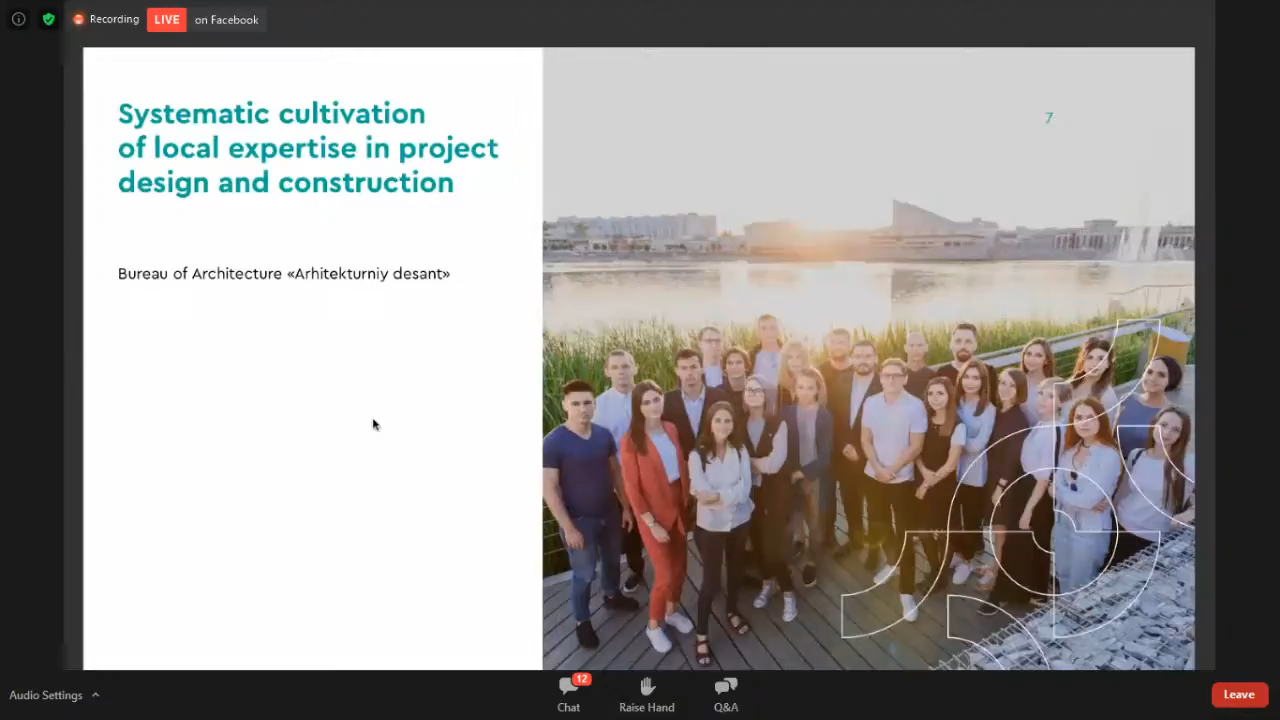 Recording
LIVE
on Facebook
Systematic cultivation
of local expertise in project
design and construction
7
Bureau of Architecture «Arhitekturniy desant»
Audio Settings
12
Chat
Raise Hand
Q&A
Leave